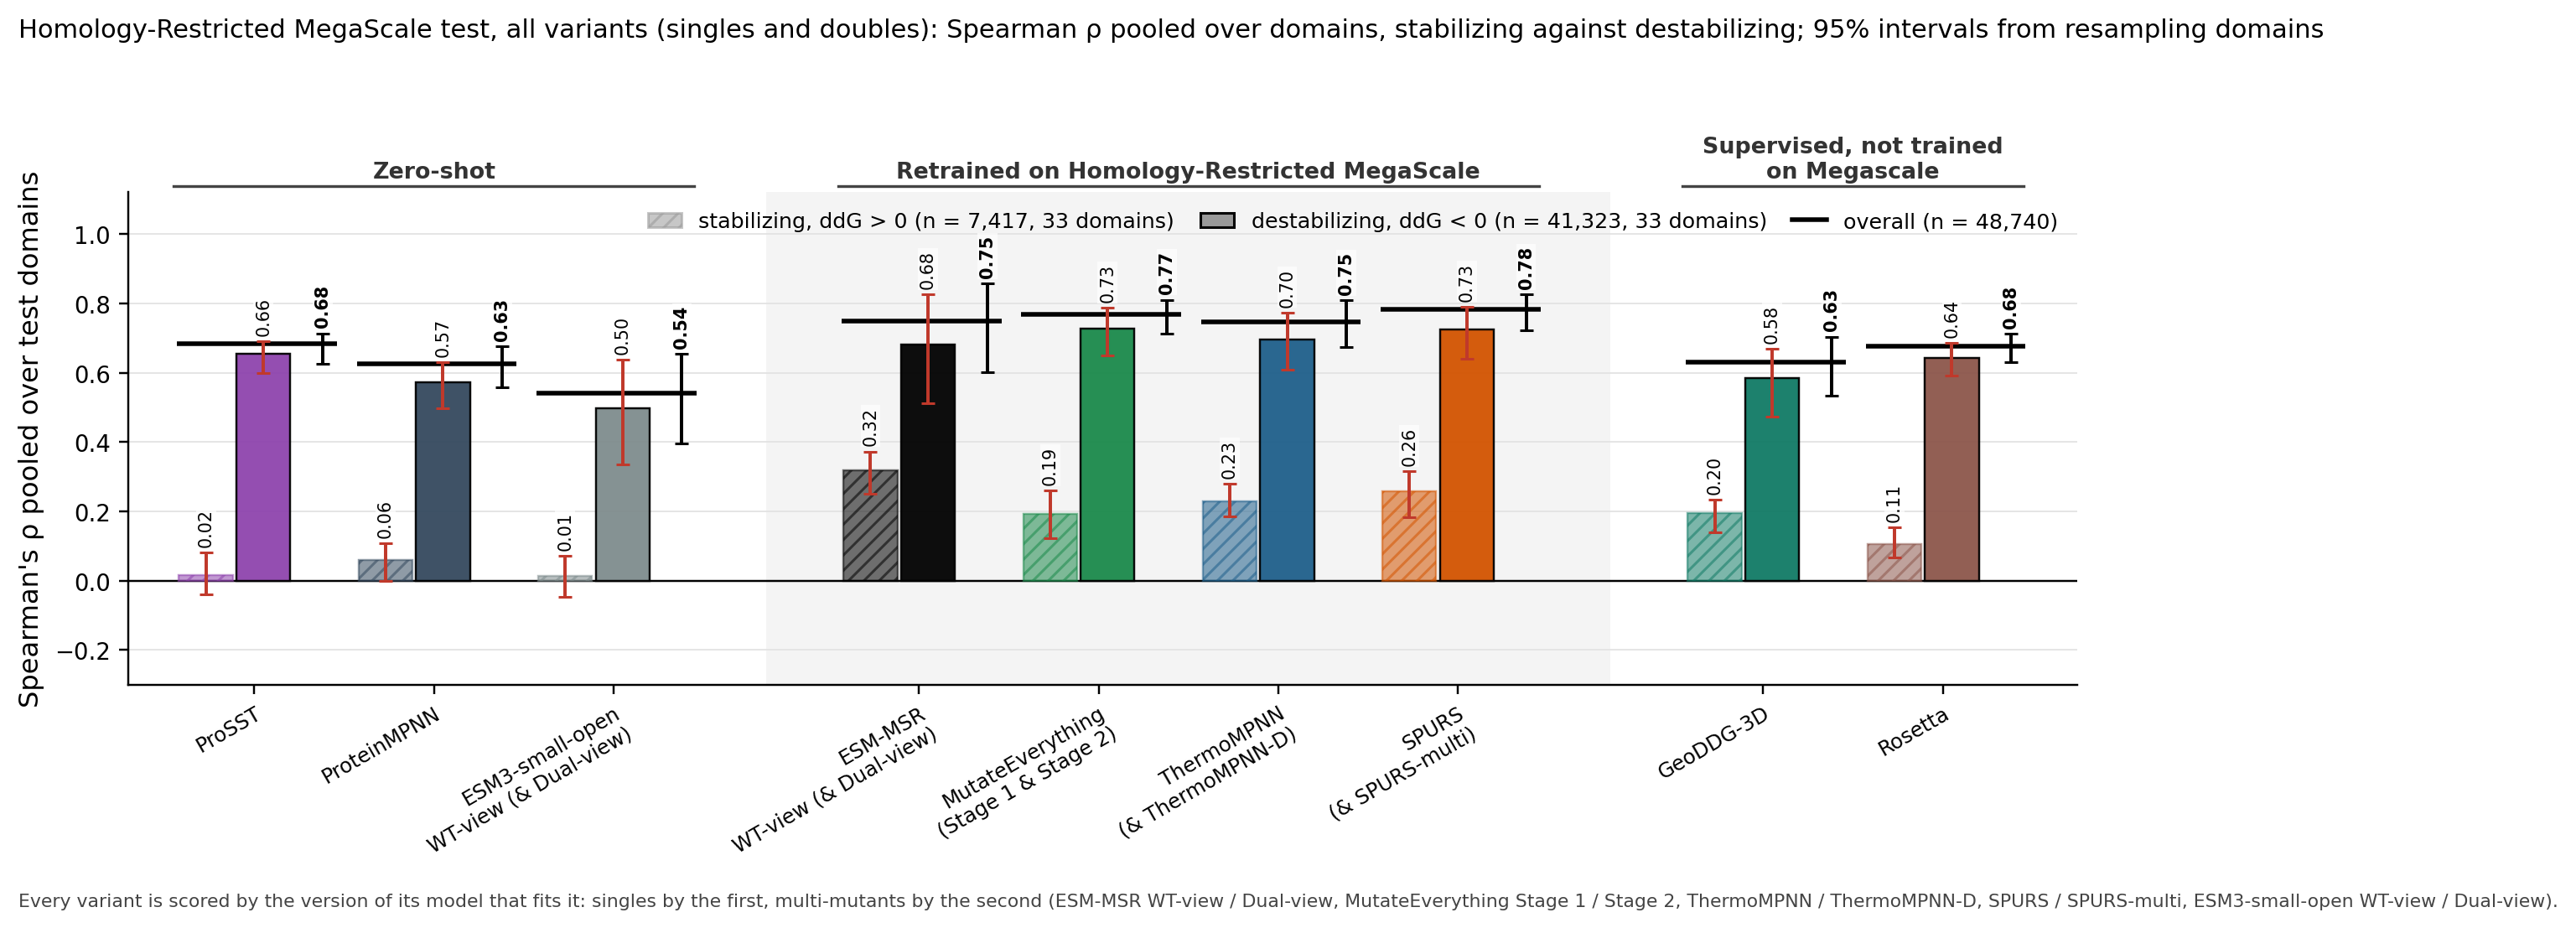 Homology-Restricted MegaScale test, all variants (singles and doubles): Spearman ρ pooled over domains, stabilizing against destabilizing; 95% intervals from resampling domains
Zero-shot
Retrained on Homology-Restricted MegaScale
Supervised, not trained
on Megascale
stabilizing, ddG > 0 (n = 7,417, 33 domains)
destabilizing, ddG < 0 (n = 41,323, 33 domains)
overall (n = 48,740)
Spearman's ρ pooled over test domains
1.0
0.8
0.6
0.4
0.2
0.0
−0.2
0.02
0.66
0.68
0.06
0.57
0.63
0.01
0.50
0.54
0.32
0.68
0.75
0.19
0.73
0.77
0.23
0.70
0.75
0.26
0.73
0.78
0.20
0.58
0.63
0.11
0.64
0.68
ProSST
ProteinMPNN
ESM3-small-open
WT-view (& Dual-view)
ESM-MSR
WT-view (& Dual-view)
MutateEverything
(Stage 1 & Stage 2)
ThermoMPNN
(& ThermoMPNN-D)
SPURS
(& SPURS-multi)
GeoDDG-3D
Rosetta
Every variant is scored by the version of its model that fits it: singles by the first, multi-mutants by the second (ESM-MSR WT-view / Dual-view, MutateEverything Stage 1 / Stage 2, ThermoMPNN / ThermoMPNN-D, SPURS / SPURS-multi, ESM3-small-open WT-view / Dual-view).